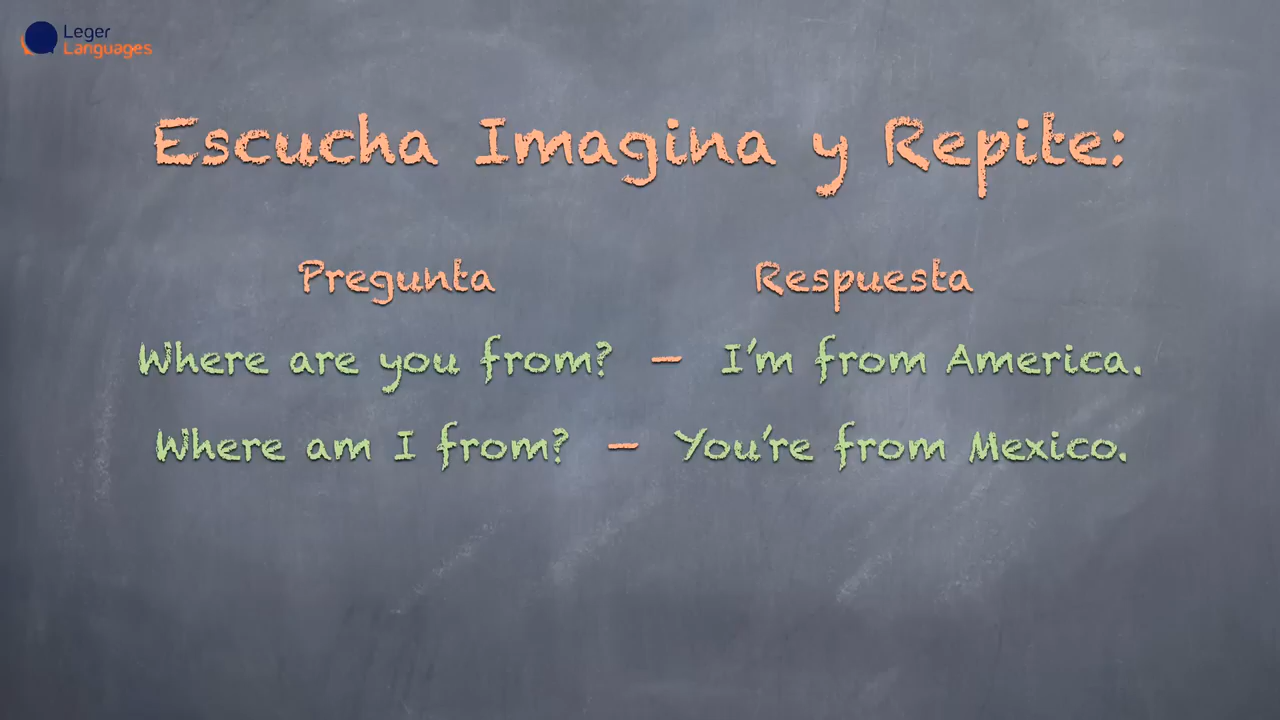 Leger
Languages
Escucha Imagina y Repite:
Pregunta Respuesta
Where are you from? – I'm from America.
Where am I from? – You're from Mexico.